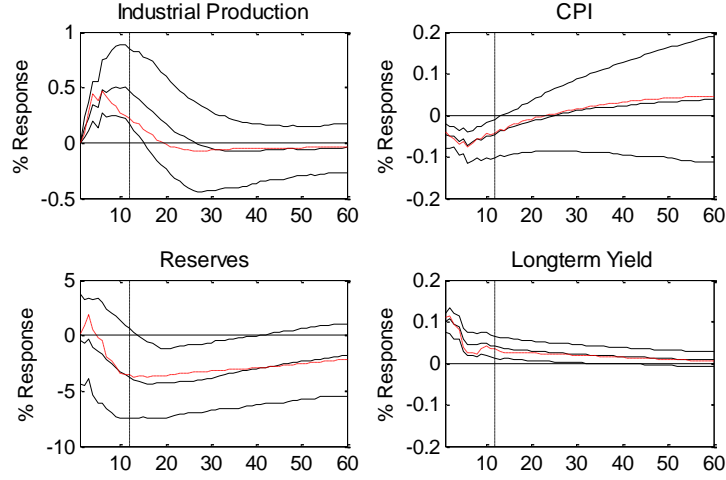 Industrial Production
CPI
% Response
1
0.5
0
-0.5
10 20 30 40 50 60
% Response
0.2
0.1
0
-0.1
-0.2
10 20 30 40 50 60
Reserves
Longterm Yield
% Response
5
0
-5
-10
10 20 30 40 50 60
% Response
0.2
0.1
0
-0.1
-0.2
10 20 30 40 50 60